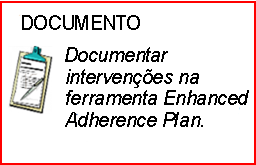 DOCUMENTO
Documentar
intervenções na
ferramenta Enhanced
Adherence Plan.